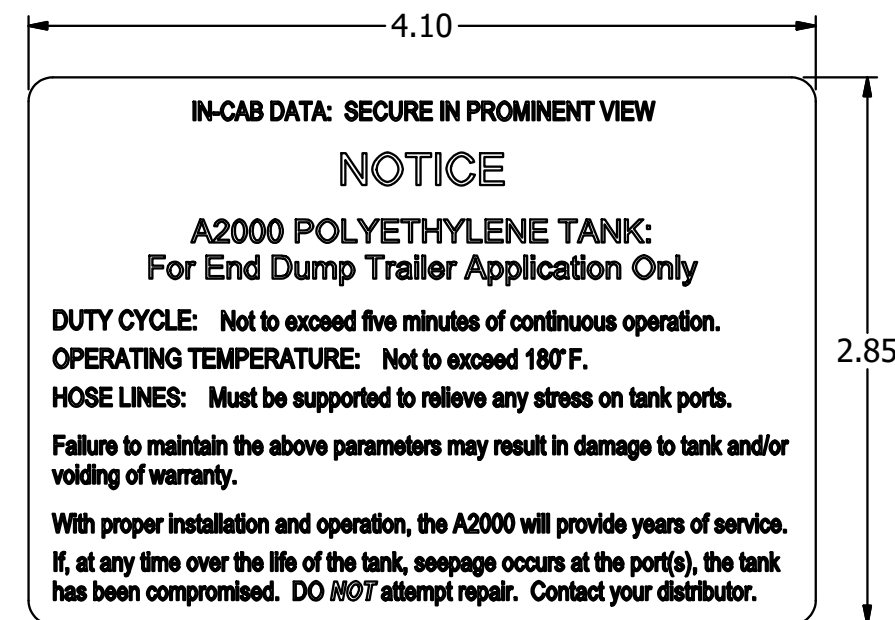 4.10
IN-CAB DATA: SECURE IN PROMINENT VIEW
NOTICE
A2000 POLYETHYLENE TANK:
For End Dump Trailer Application Only
DUTY CYCLE: Not to exceed five minutes of continuous operation.
OPERATING TEMPERATURE: Not to exceed 180°F.
2.85
HOSE LINES: Must be supported to relieve any stress on tank ports.
Failure to maintain the above parameters may result in damage to tank and/or
voiding of warranty.
With proper installation and operation, the A2000 will provide years of service.
If, at any time over the life of the tank, seepage occurs at the port(s), the tank
has been compromised. DO NOT attempt repair. Contact your distributor.